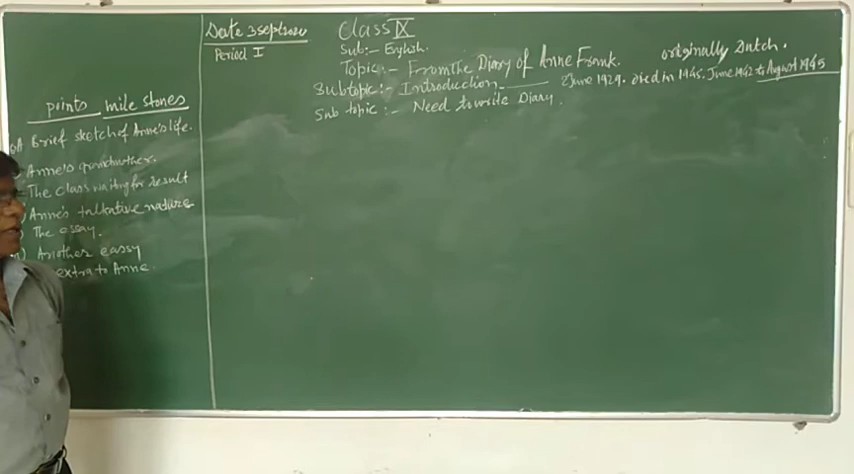 Date 3 sept 2020
Period I
Class IX
Sub:- English.
Topic:- From the Diary of Anne Frank. originally Dutch.
Subtopic:- Introduction. June 1929. died in 1945. June 1942 to August 1945
Sub topic:- Need to write Diary.
points mile stones
A Brief sketch of Anne's life.
Anne's grandmother.
The class waiting for result
Anne's talkative nature
The essay.
Another eassy
extra to Anne.